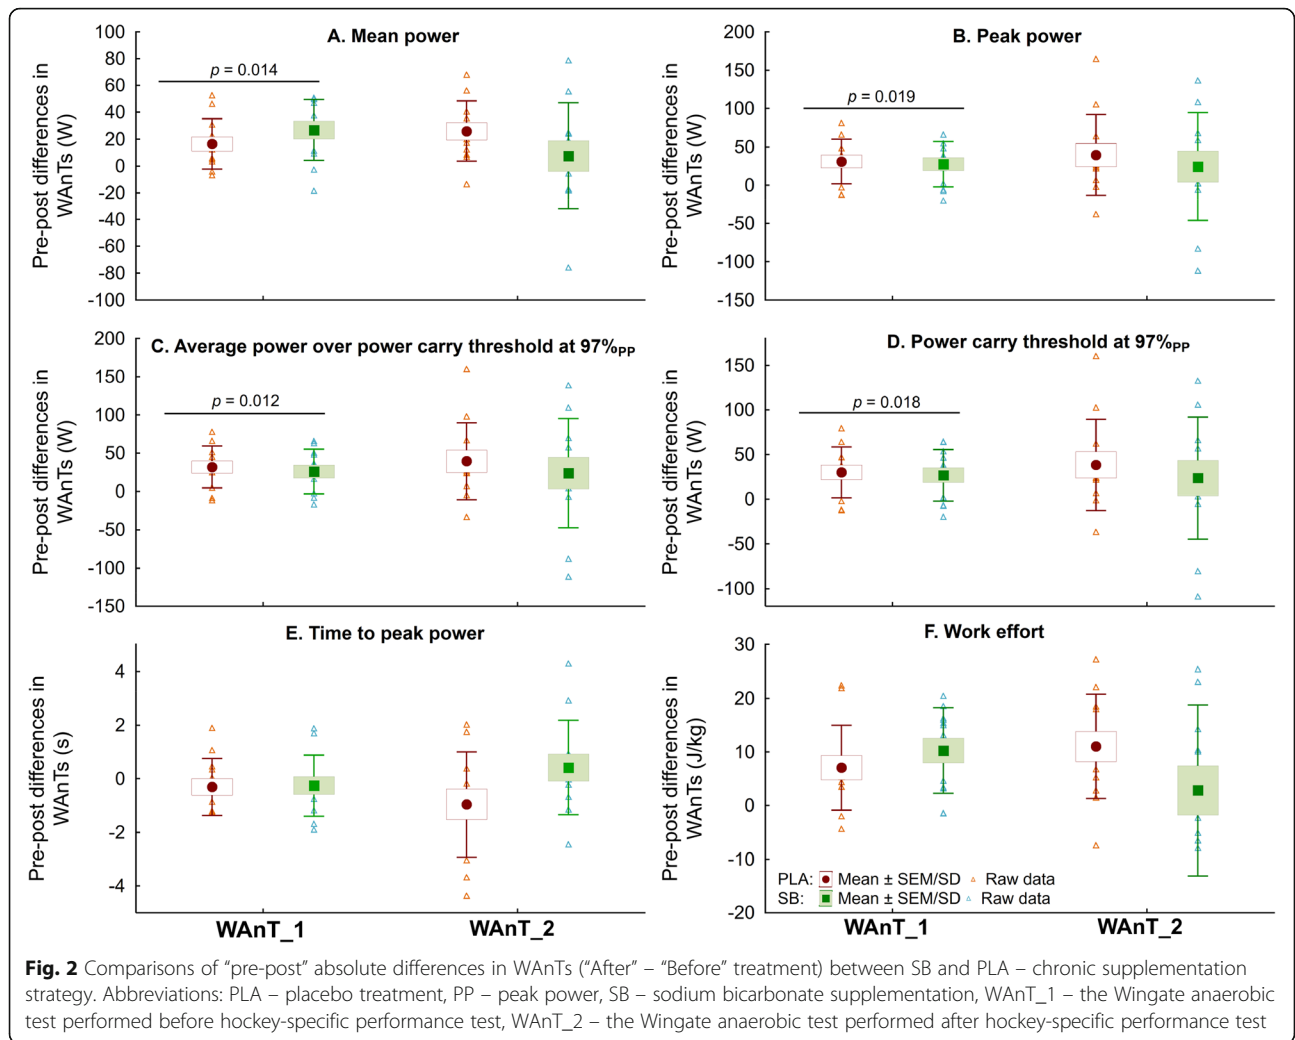 A. Mean power
p = 0.014
Pre-post differences in
WAnTs (W)
100
80
60
40
20
0
-20
-40
-60
-80
-100
B. Peak power
p = 0.019
Pre-post differences in
WAnTs (W)
200
150
100
50
0
-50
-100
-150
C. Average power over power carry threshold at 97%PP
p = 0.012
Pre-post differences in
WAnTs (W)
200
150
100
50
0
-50
-100
-150
D. Power carry threshold at 97%PP
p = 0.018
Pre-post differences in
WAnTs (W)
150
100
50
0
-50
-100
E. Time to peak power
Pre-post differences in
WAnTs (s)
4
2
0
-2
-4
WAnT_1 WAnT_2
F. Work effort
Pre-post differences in
WAnTs (J/kg)
30
20
10
0
-10
-20
PLA: Mean ± SEM/SD Raw data
SB: Mean ± SEM/SD Raw data
WAnT_1 WAnT_2
Fig. 2 Comparisons of “pre-post” absolute differences in WAnTs (“After” – “Before” treatment) between SB and PLA – chronic supplementation
strategy. Abbreviations: PLA – placebo treatment, PP – peak power, SB – sodium bicarbonate supplementation, WAnT_1 – the Wingate anaerobic
test performed before hockey-specific performance test, WAnT_2 – the Wingate anaerobic test performed after hockey-specific performance test